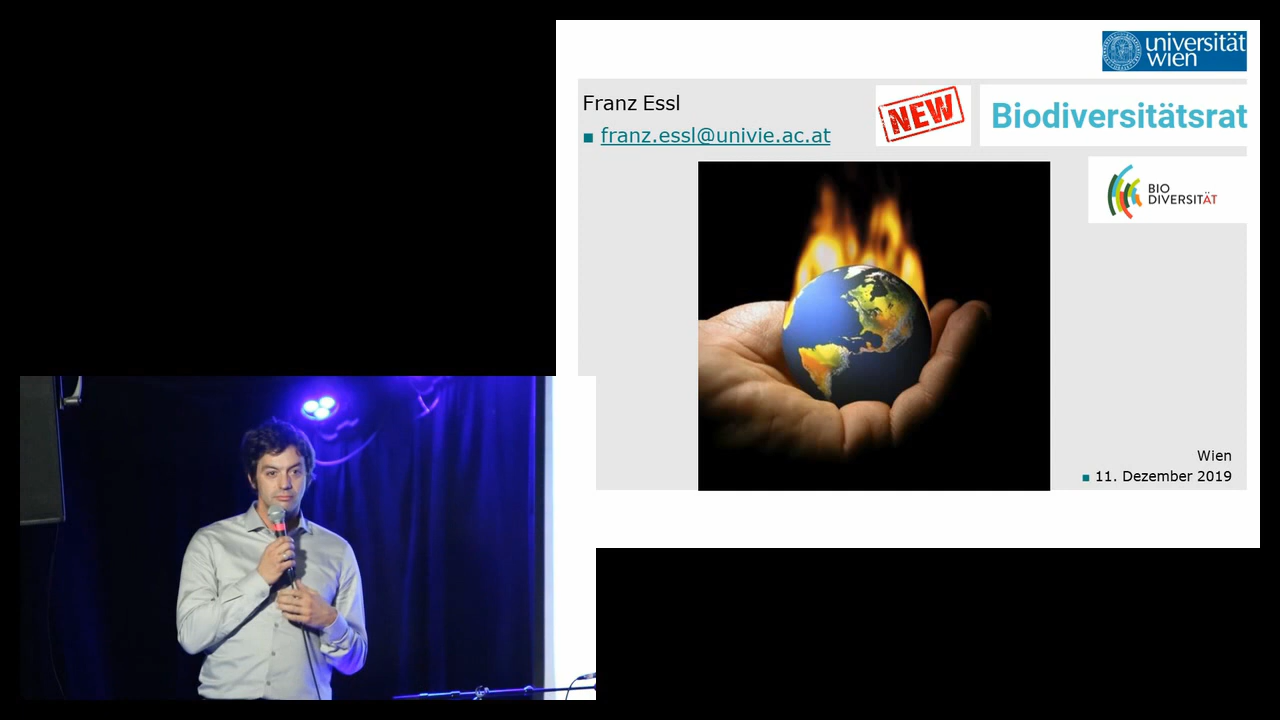 universität
wien
Franz Essl
NEW
Biodiversitätsrat
franz.essl@univie.ac.at
BIO
DIVERSITÄT
Wien
11. Dezember 2019